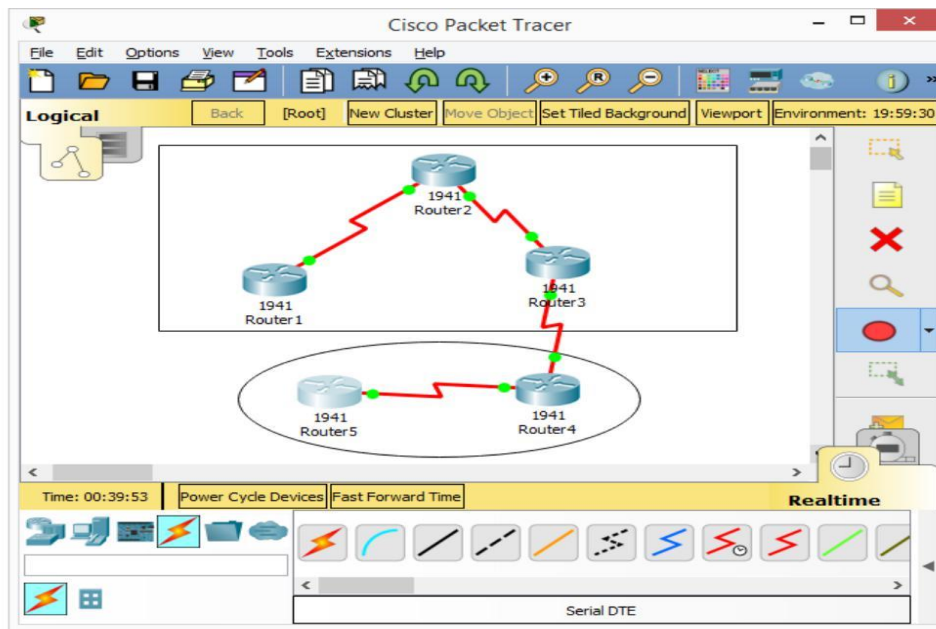 Cisco Packet Tracer
File Edit Options View Tools Extensions Help
Logical Back [Root] New Cluster Move Object Set Tiled Background Viewport Environment: 19:59:30
1941
Router2
1941
Router3
1941
Router1
1941
Router5
1941
Router4
Time: 00:39:53 Power Cycle Devices Fast Forward Time Realtime
Serial DTE